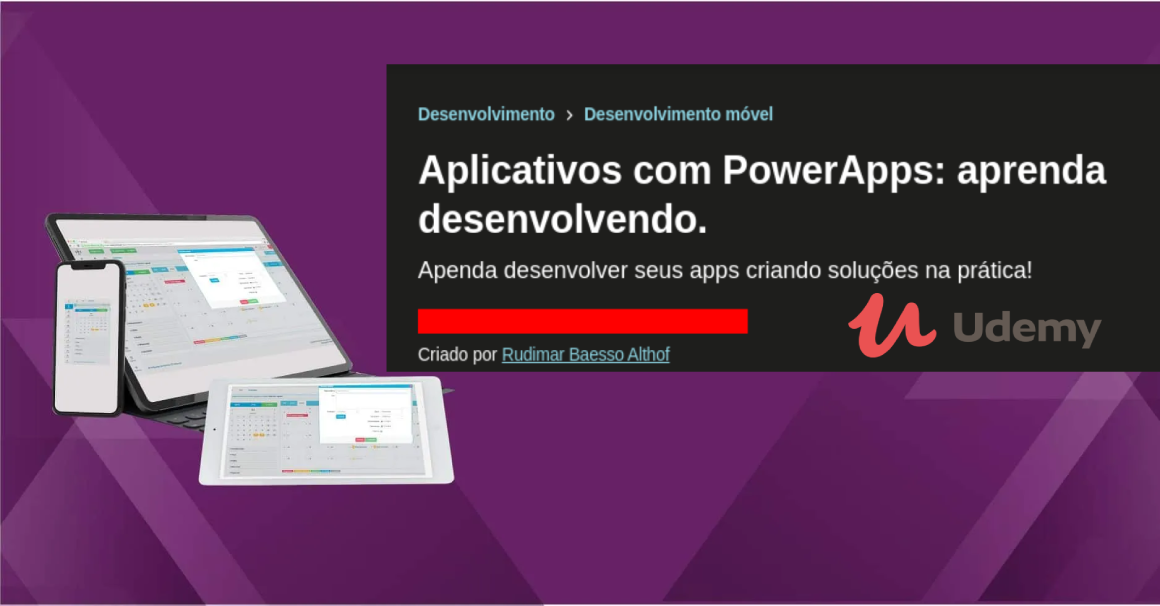 Desenvolvimento > Desenvolvimento móvel
Aplicativos com PowerApps: aprenda
desenvolvendo.
Apenda desenvolver seus apps criando soluções na prática!
Udemy
Criado por Rudimar Baesso Althof